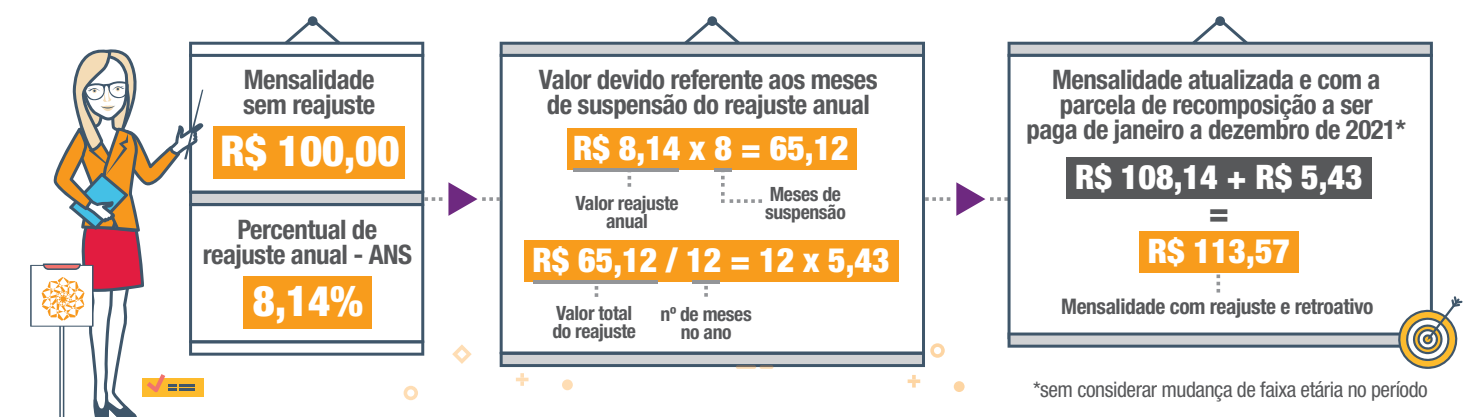 Mensalidade
sem reajuste
R$ 100,00
Percentual de
reajuste anual - ANS
8,14%
Valor devido referente aos meses
de suspensão do reajuste anual
R$ 8,14 x 8 = 65,12
Valor reajuste
anual
Meses de
suspensão
R$ 65,12 / 12 = 12 x 5,43
Valor total
do reajuste
nº de meses
no ano
Mensalidade atualizada e com a
parcela de recomposição a ser
paga de janeiro a dezembro de 2021*
R$ 108,14 + R$ 5,43
=
R$ 113,57
Mensalidade com reajuste e retroativo
*sem considerar mudança de faixa etária no período